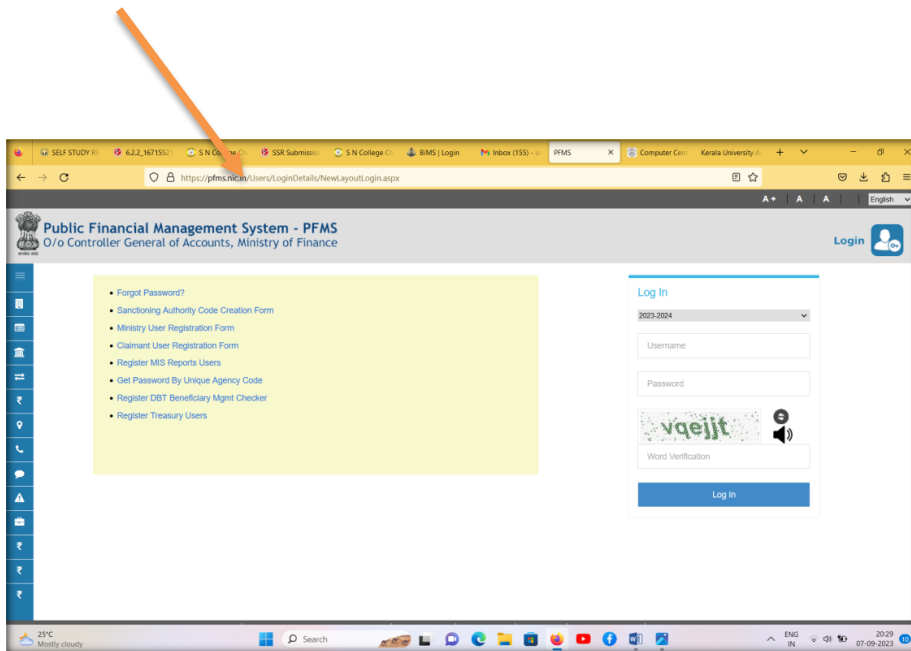 SELF STUDY RE
6.2.2_1671552
S N College Ch
SSR Submission
S N College Ch
BiMS | Login
Inbox (155) -
PFMS
Computer Cent
Kerala University A
https://pfms.nic.in/Users/LoginDetails/NewLayoutLogin.aspx
A+ | A | A | English
Public Financial Management System - PFMS
O/o Controller General of Accounts, Ministry of Finance
Login
Forgot Password?
Sanctioning Authority Code Creation Form
Ministry User Registration Form
Claimant User Registration Form
Register MIS Reports Users
Get Password By Unique Agency Code
Register DBT Beneficiary Mgmt Checker
Register Treasury Users
Log In
2023-2024
Username
Password
vqejjt
Word Verification
Log In
25°C
Mostly cloudy
Search
ENG
IN
20:29
07-09-2023
10